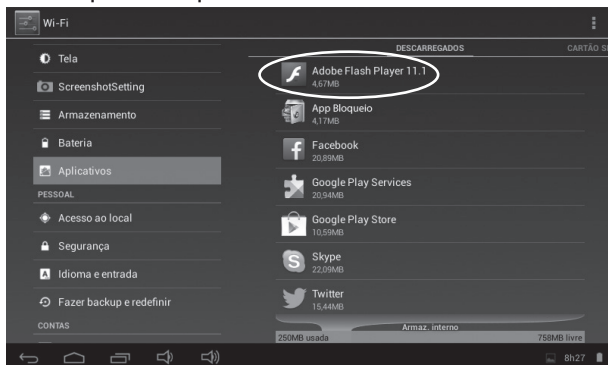 Wi-Fi
Tela
ScreenshotSetting
Armazenamento
Bateria
Aplicativos
PESSOAL
Acesso ao local
Segurança
Idioma e entrada
Fazer backup e redefinir
CONTAS
DESCARREGADOS
CARTÃO
Adobe Flash Player 11.1
4,67MB
App Bloqueio
4,17MB
Facebook
20,89MB
Google Play Services
20,94MB
Google Play Store
10,59MB
Skype
22,09MB
Twitter
15,44MB
Armaz. interno
250MB usada
758MB livre
8h27